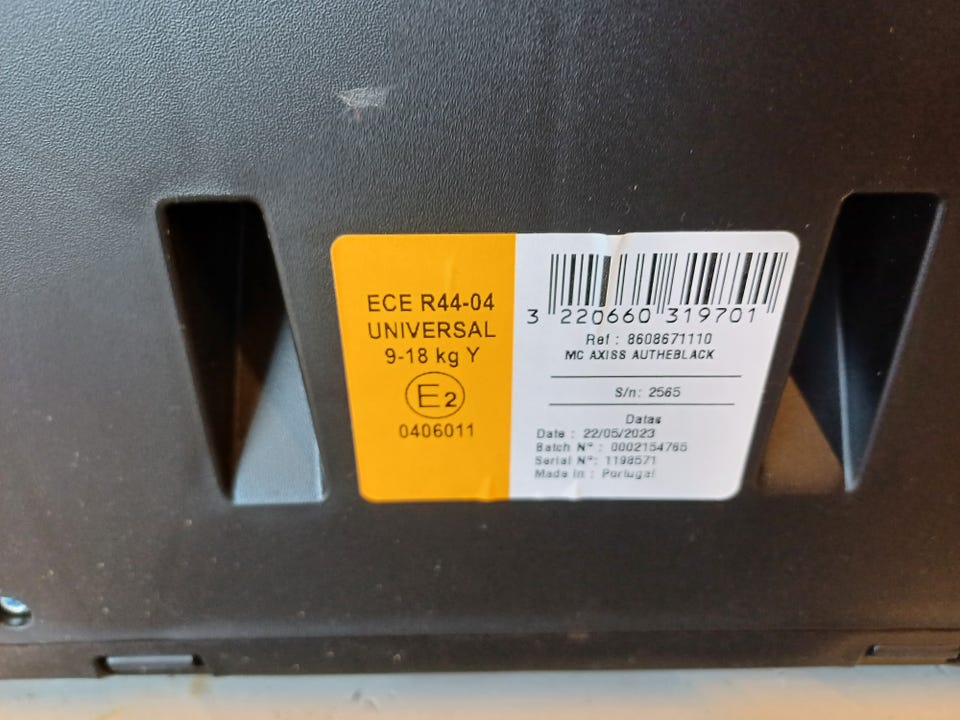 ECE R44-04
UNIVERSAL
9-18 kg Y
E2
0406011
3 220660 319701
Ref : 8608671110
MC AXISS AUTHEBLACK
S/n: 2565
Datas
Date : 22/05/2023
Batch N° : 0002154765
Serial N°: 1198571
Made In : Portugal